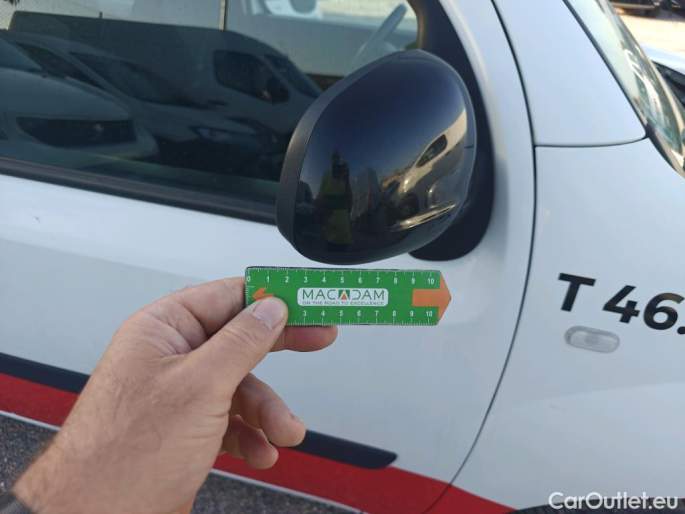 0 1 2 3 4 5 6 7 8 9 10
MACADAM
ON THE ROAD TO EXCELLENCE
3 4 5 6 7 8 9 10
T 46
CarOutlet.eu